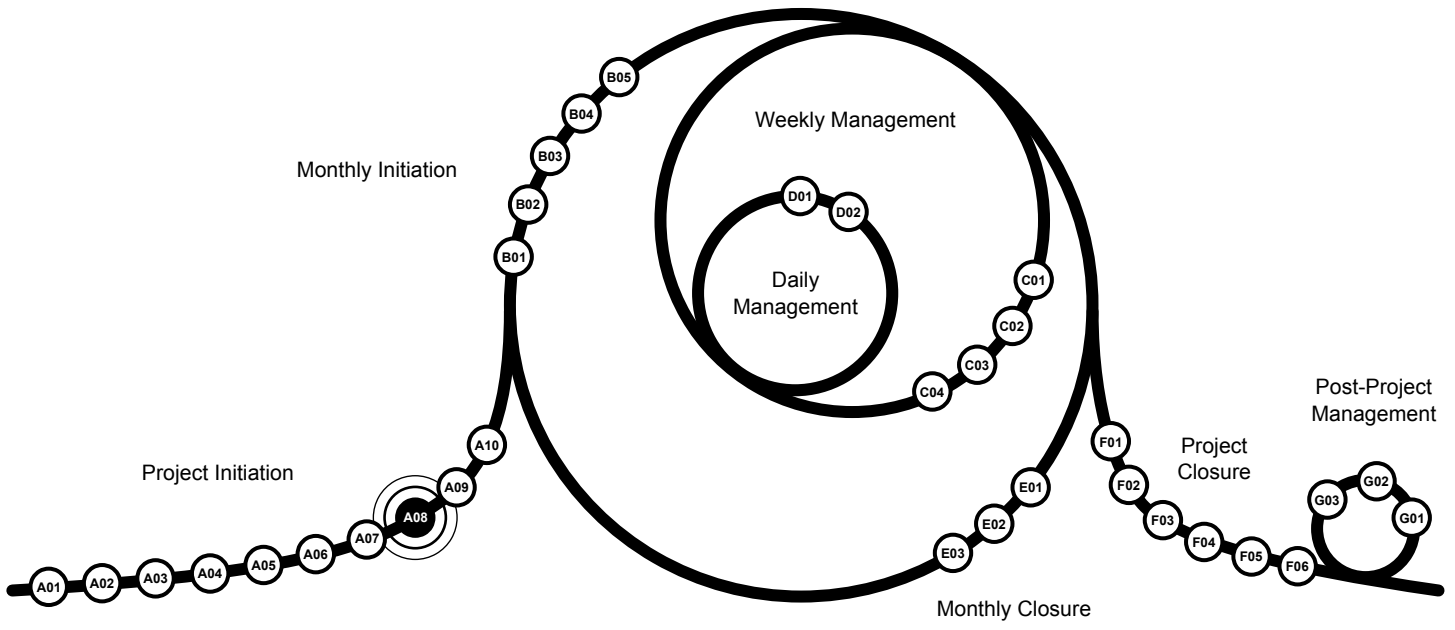 Project Initiation
A01
A02
A03
A04
A05
A06
A07
A08
A09
A10
Monthly Initiation
B01
B02
B03
B04
B05
Weekly Management
C01
C02
C03
C04
Daily
Management
D01
D02
Monthly Closure
E01
E02
E03
Project
Closure
F01
F02
F03
F04
F05
F06
Post-Project
Management
G01
G02
G03